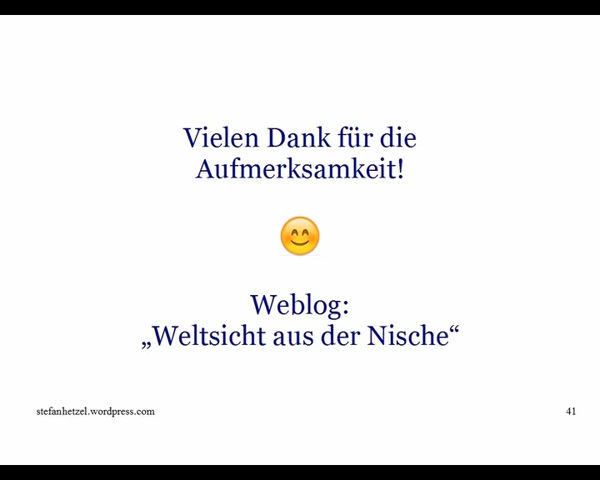 Vielen Dank für die
Aufmerksamkeit!
Weblog:
„Weltsicht aus der Nische“
stefanhetzel.wordpress.com
41